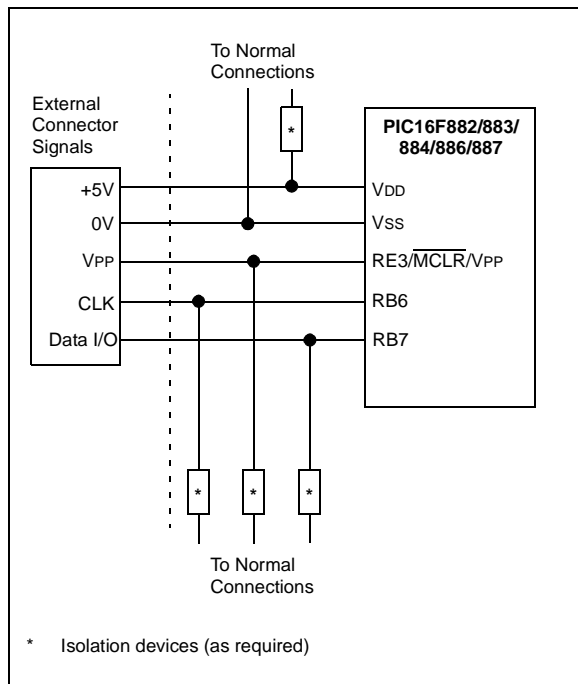 To Normal
Connections
External
Connector
Signals
*
PIC16F882/883/
884/886/887
+5V
VDD
0V
VSS
VPP
RE3/MCLR/VPP
CLK
RB6
Data I/O
RB7
* * *
To Normal
Connections
* Isolation devices (as required)